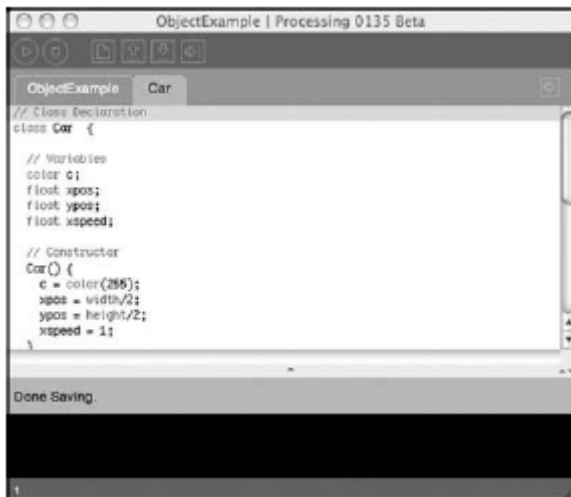 ObjectExample | Processing 0135 Beta
ObjectExample Car
// Class Declaration
class Car {
// Variables
color c;
float xpos;
float ypos;
float xspeed;
// Constructor
Car() {
c = color(255);
xpos = width/2;
ypos = height/2;
xspeed = 1;
}
Done Saving.
1